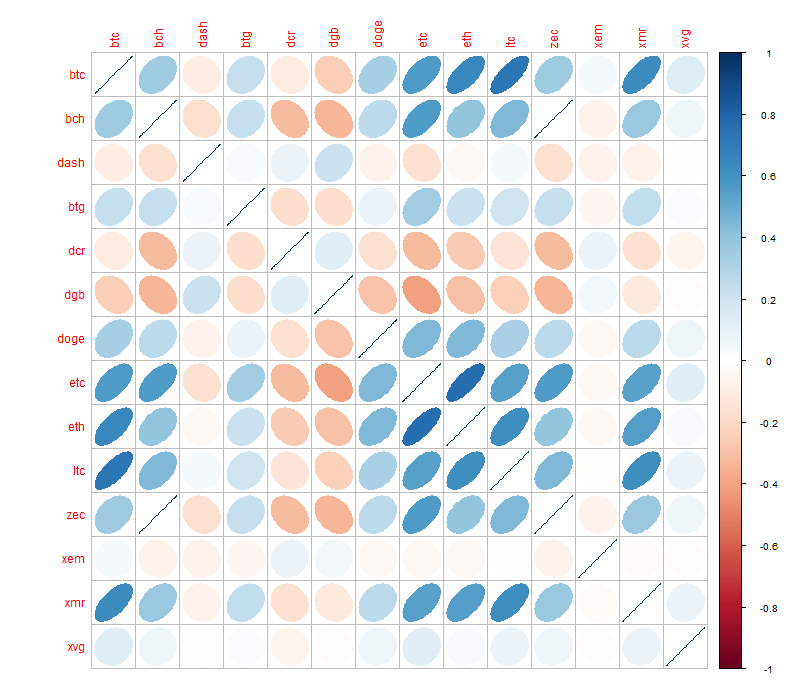 btc bch dash btg dcr dgb doge etc eth ltc zec xem xmr xvg
btc
bch
dash
btg
dcr
dgb
doge
etc
eth
ltc
zec
xem
xmr
xvg
1
0.8
0.6
0.4
0.2
0
-0.2
-0.4
-0.6
-0.8
-1